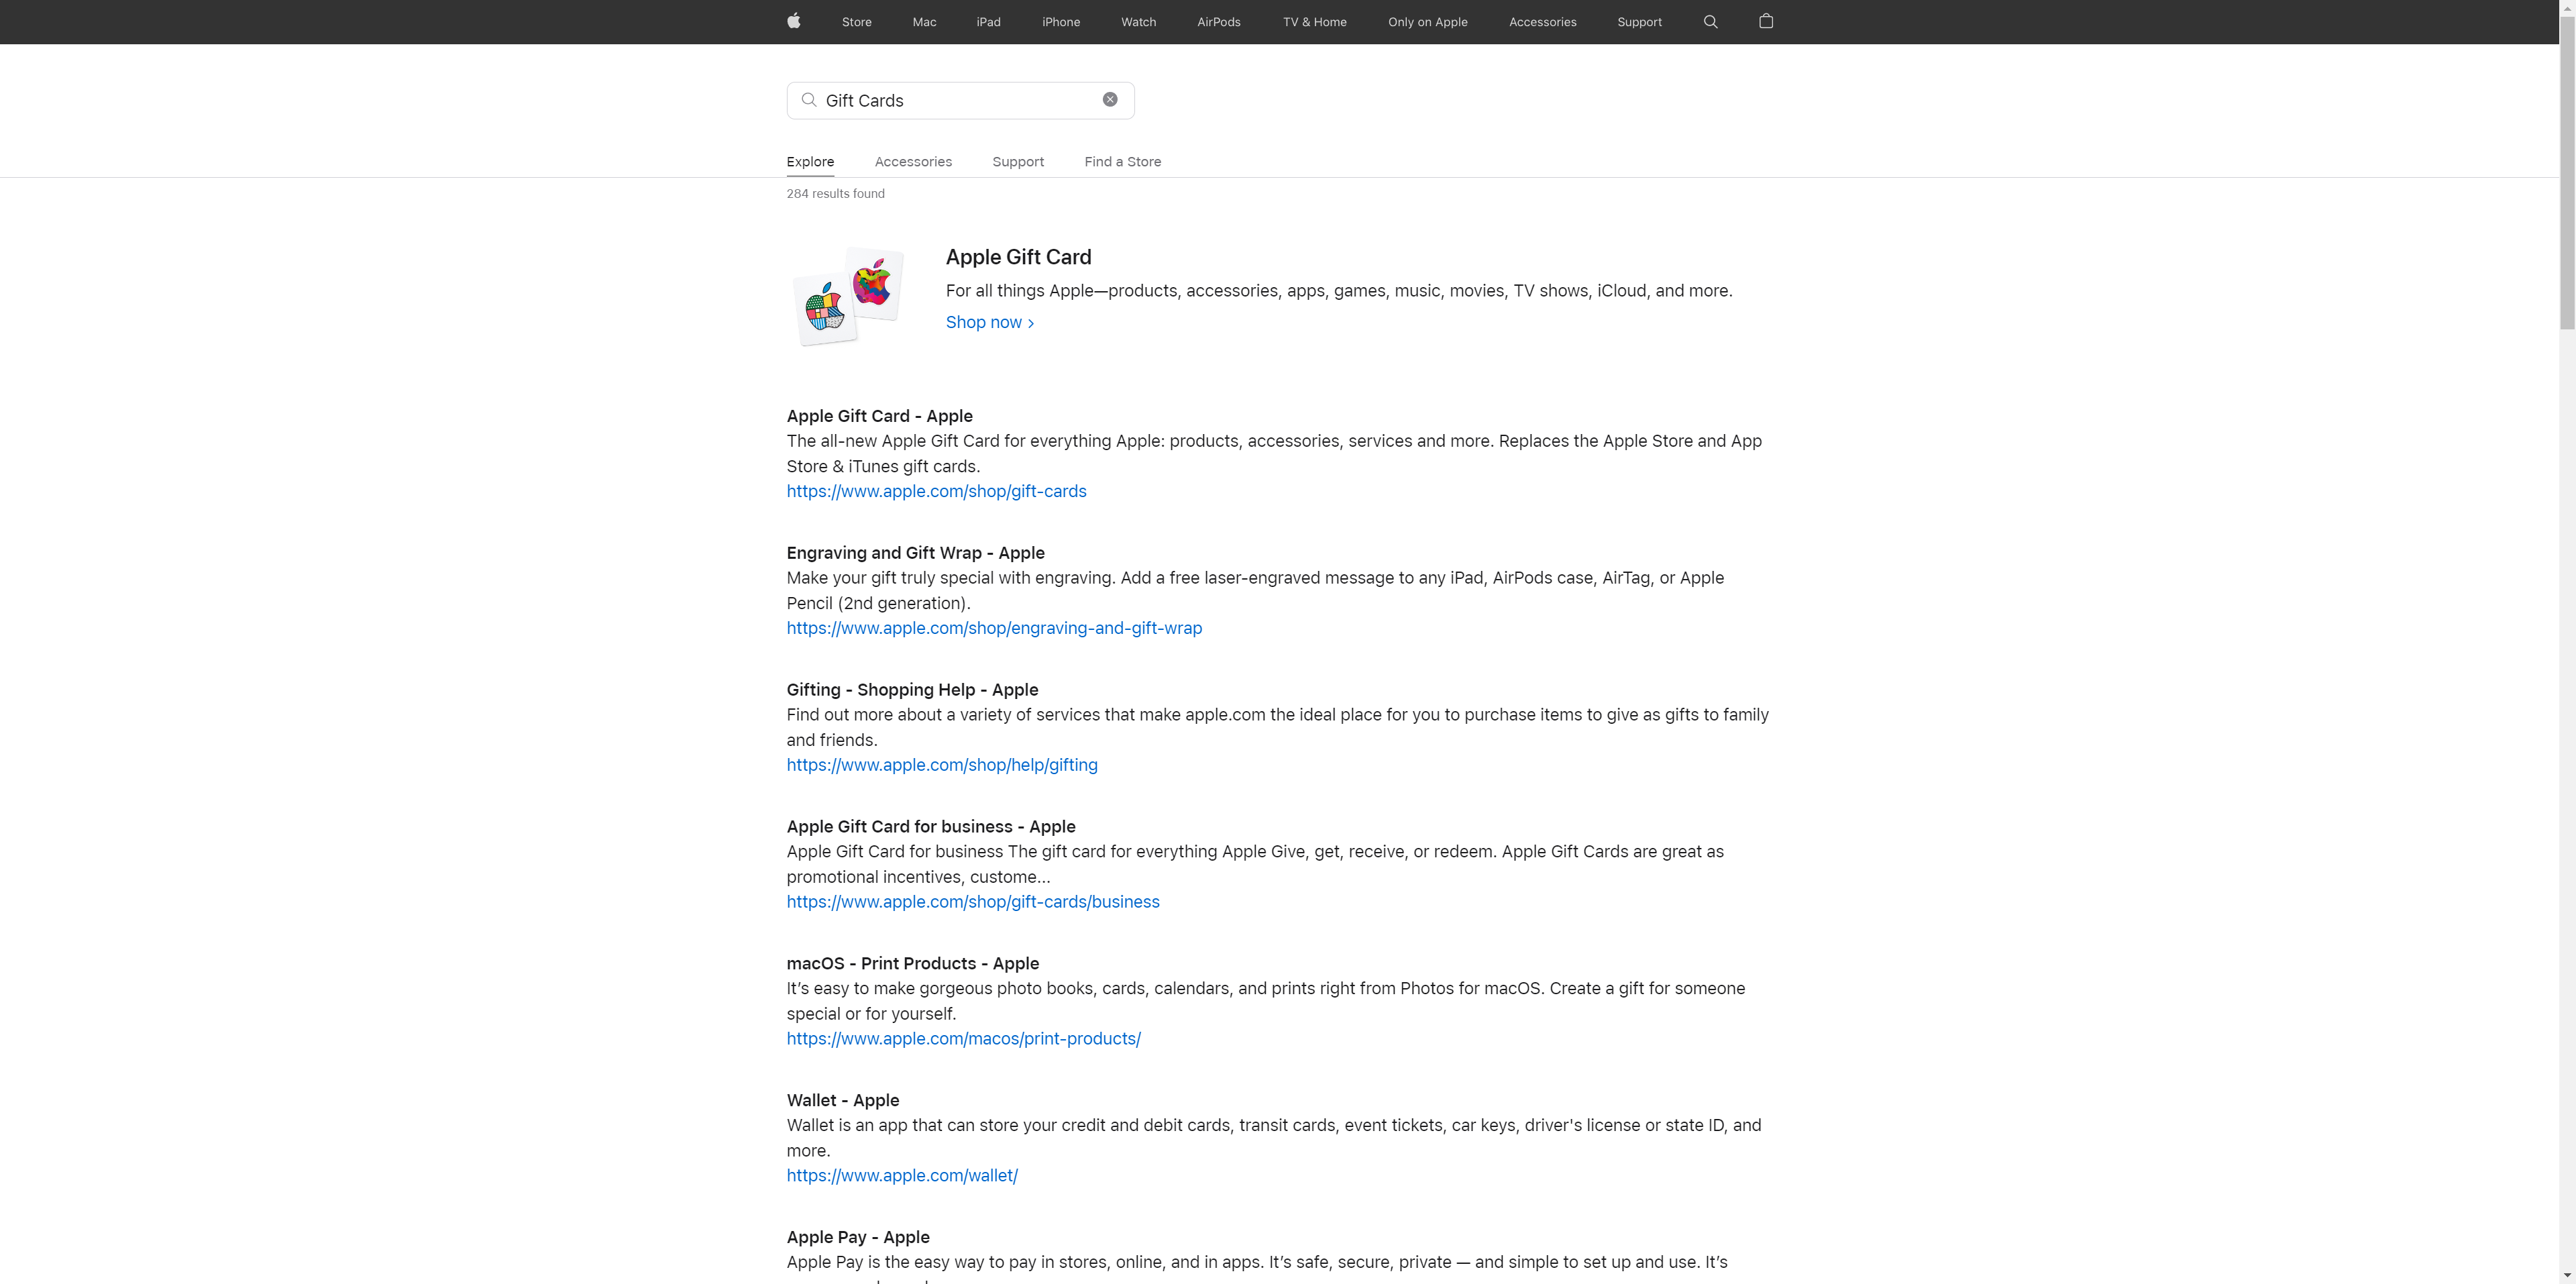 Store Mac iPad iPhone Watch AirPods TV & Home Only on Apple Accessories Support
Gift Cards
Explore Accessories Support Find a Store
284 results found
Apple Gift Card
For all things Apple—products, accessories, apps, games, music, movies, TV shows, iCloud, and more.
Shop now ›
Apple Gift Card - Apple
The all-new Apple Gift Card for everything Apple: products, accessories, services and more. Replaces the Apple Store and App
Store & iTunes gift cards.
https://www.apple.com/shop/gift-cards
Engraving and Gift Wrap - Apple
Make your gift truly special with engraving. Add a free laser-engraved message to any iPad, AirPods case, AirTag, or Apple
Pencil (2nd generation).
https://www.apple.com/shop/engraving-and-gift-wrap
Gifting - Shopping Help - Apple
Find out more about a variety of services that make apple.com the ideal place for you to purchase items to give as gifts to family
and friends.
https://www.apple.com/shop/help/gifting
Apple Gift Card for business - Apple
Apple Gift Card for business The gift card for everything Apple Give, get, receive, or redeem. Apple Gift Cards are great as
promotional incentives, custome...
https://www.apple.com/shop/gift-cards/business
macOS - Print Products - Apple
It’s easy to make gorgeous photo books, cards, calendars, and prints right from Photos for macOS. Create a gift for someone
special or for yourself.
https://www.apple.com/macos/print-products/
Wallet - Apple
Wallet is an app that can store your credit and debit cards, transit cards, event tickets, car keys, driver's license or state ID, and
more.
https://www.apple.com/wallet/
Apple Pay - Apple
Apple Pay is the easy way to pay in stores, online, and in apps. It’s safe, secure, private — and simple to set up and use. It’s